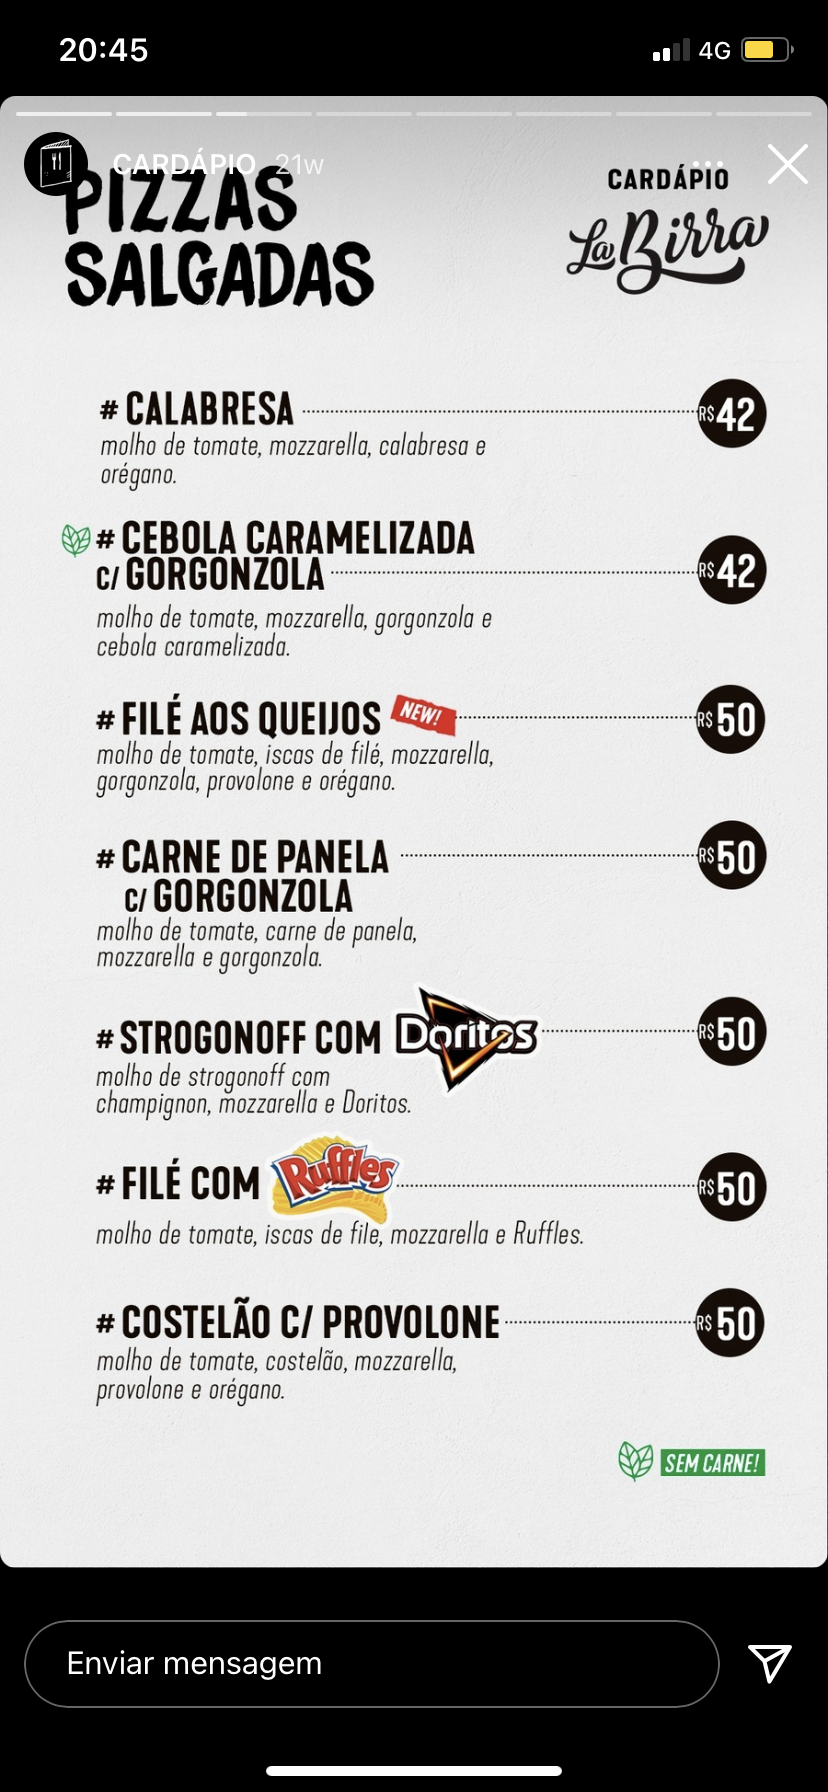 20:45
4G
CARDÁPIO 21w
PIZZAS
SALGADAS
CARDÁPIO
La Birra
# CALABRESA R$ 42
molho de tomate, mozzarella, calabresa e
orégano.
# CEBOLA CARAMELIZADA
C/ GORGONZOLA R$ 42
molho de tomate, mozzarella, gorgonzola e
cebola caramelizada.
# FILÉ AOS QUEIJOS NEW! R$ 50
molho de tomate, iscas de filé, mozzarella,
gorgonzola, provolone e orégano.
# CARNE DE PANELA R$ 50
C/ GORGONZOLA
molho de tomate, carne de panela,
mozzarella e gorgonzola.
# STROGONOFF COM Doritos R$ 50
molho de strogonoff com
champignon, mozzarella e Doritos.
# FILÉ COM Ruffles R$ 50
molho de tomate, iscas de file, mozzarella e Ruffles.
# COSTELÃO C/ PROVOLONE R$ 50
molho de tomate, costelão, mozzarella,
provolone e orégano.
SEM CARNE!
Enviar mensagem